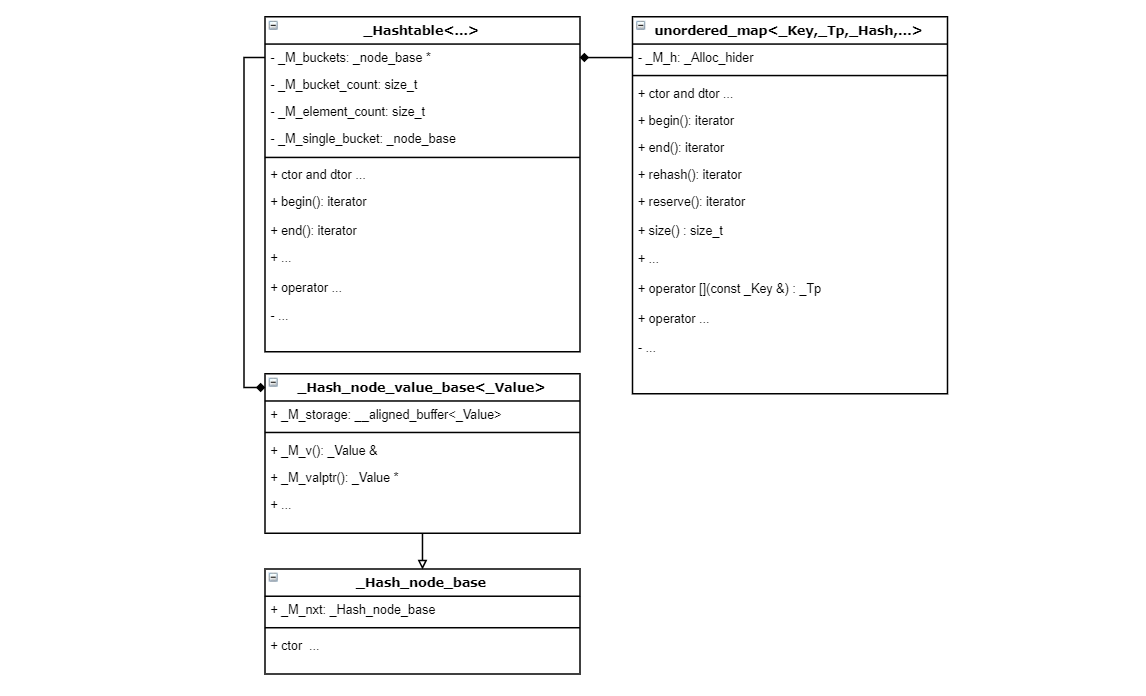 _Hashtable<...>
- _M_buckets: _node_base *
- _M_bucket_count: size_t
- _M_element_count: size_t
- _M_single_bucket: _node_base
+ ctor and dtor ...
+ begin(): iterator
+ end(): iterator
+ ...
+ operator ...
- ...
unordered_map<_Key,_Tp,_Hash,...>
- _M_h: _Alloc_hider
+ ctor and dtor ...
+ begin(): iterator
+ end(): iterator
+ rehash(): iterator
+ reserve(): iterator
+ size() : size_t
+ ...
+ operator [](const _Key &) : _Tp
+ operator ...
- ...
_Hash_node_value_base<_Value>
+ _M_storage: __aligned_buffer<_Value>
+ _M_v(): _Value &
+ _M_valptr(): _Value *
+ ...
_Hash_node_base
+ _M_nxt: _Hash_node_base
+ ctor ...